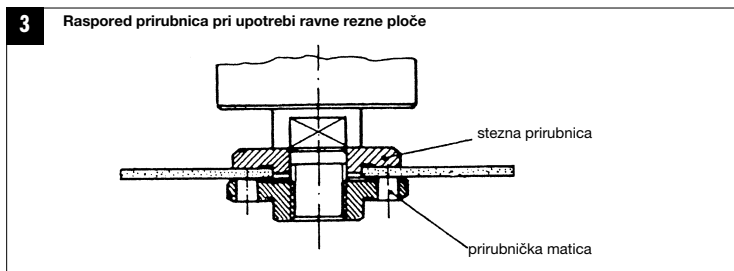 3
Raspored prirubnica pri upotrebi ravne rezne ploče
stezna prirubnica
prirubnička matica